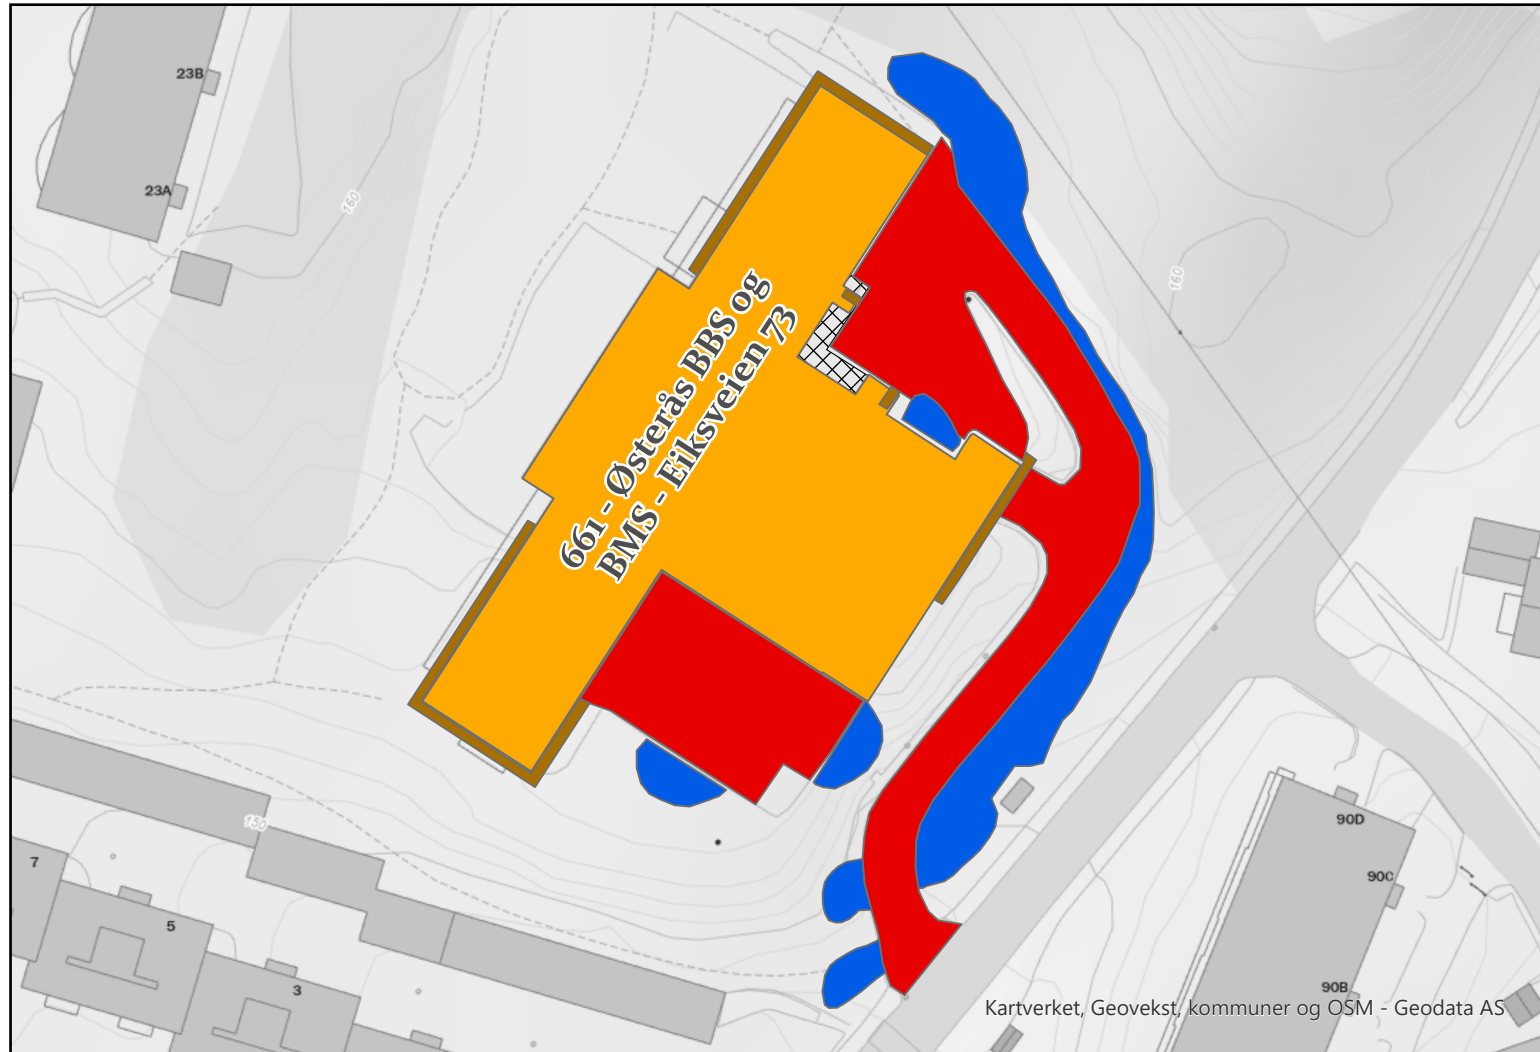 23B
23A
160
160
661 - Østerås BBS og
BMS - Eiksveien 73
150
7
5
3
90D
90C
90B
Kartverket, Geovekst, kommuner og OSM - Geodata AS